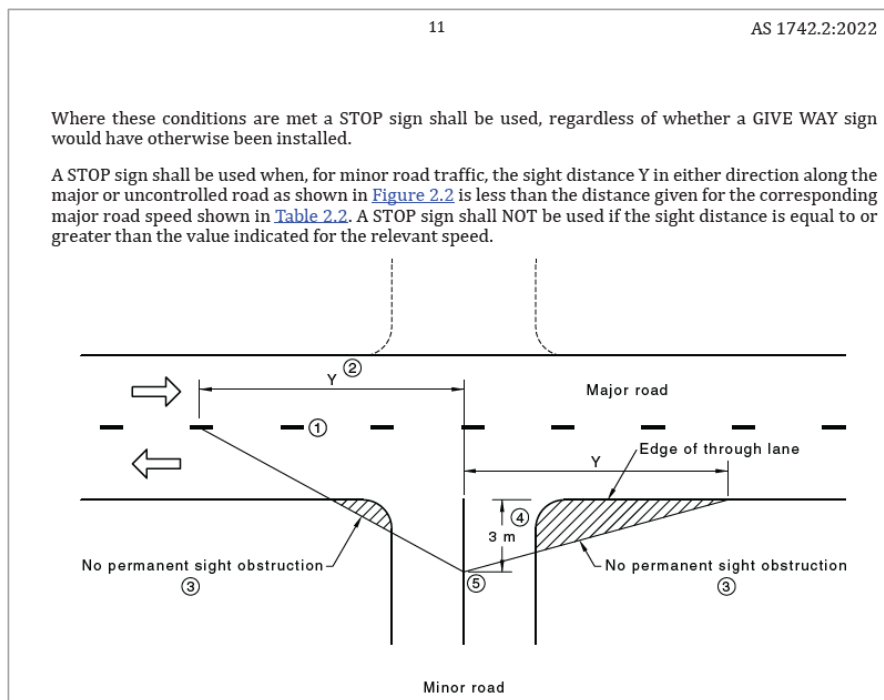 11
AS 1742.2:2022
Where these conditions are met a STOP sign shall be used, regardless of whether a GIVE WAY sign
would have otherwise been installed.
A STOP sign shall be used when, for minor road traffic, the sight distance Y in either direction along the
major or uncontrolled road as shown in Figure 2.2 is less than the distance given for the corresponding
major road speed shown in Table 2.2. A STOP sign shall NOT be used if the sight distance is equal to or
greater than the value indicated for the relevant speed.
Y
2
Major road
1
Y
Edge of through lane
4
3 m
No permanent sight obstruction
3
5
No permanent sight obstruction
3
Minor road